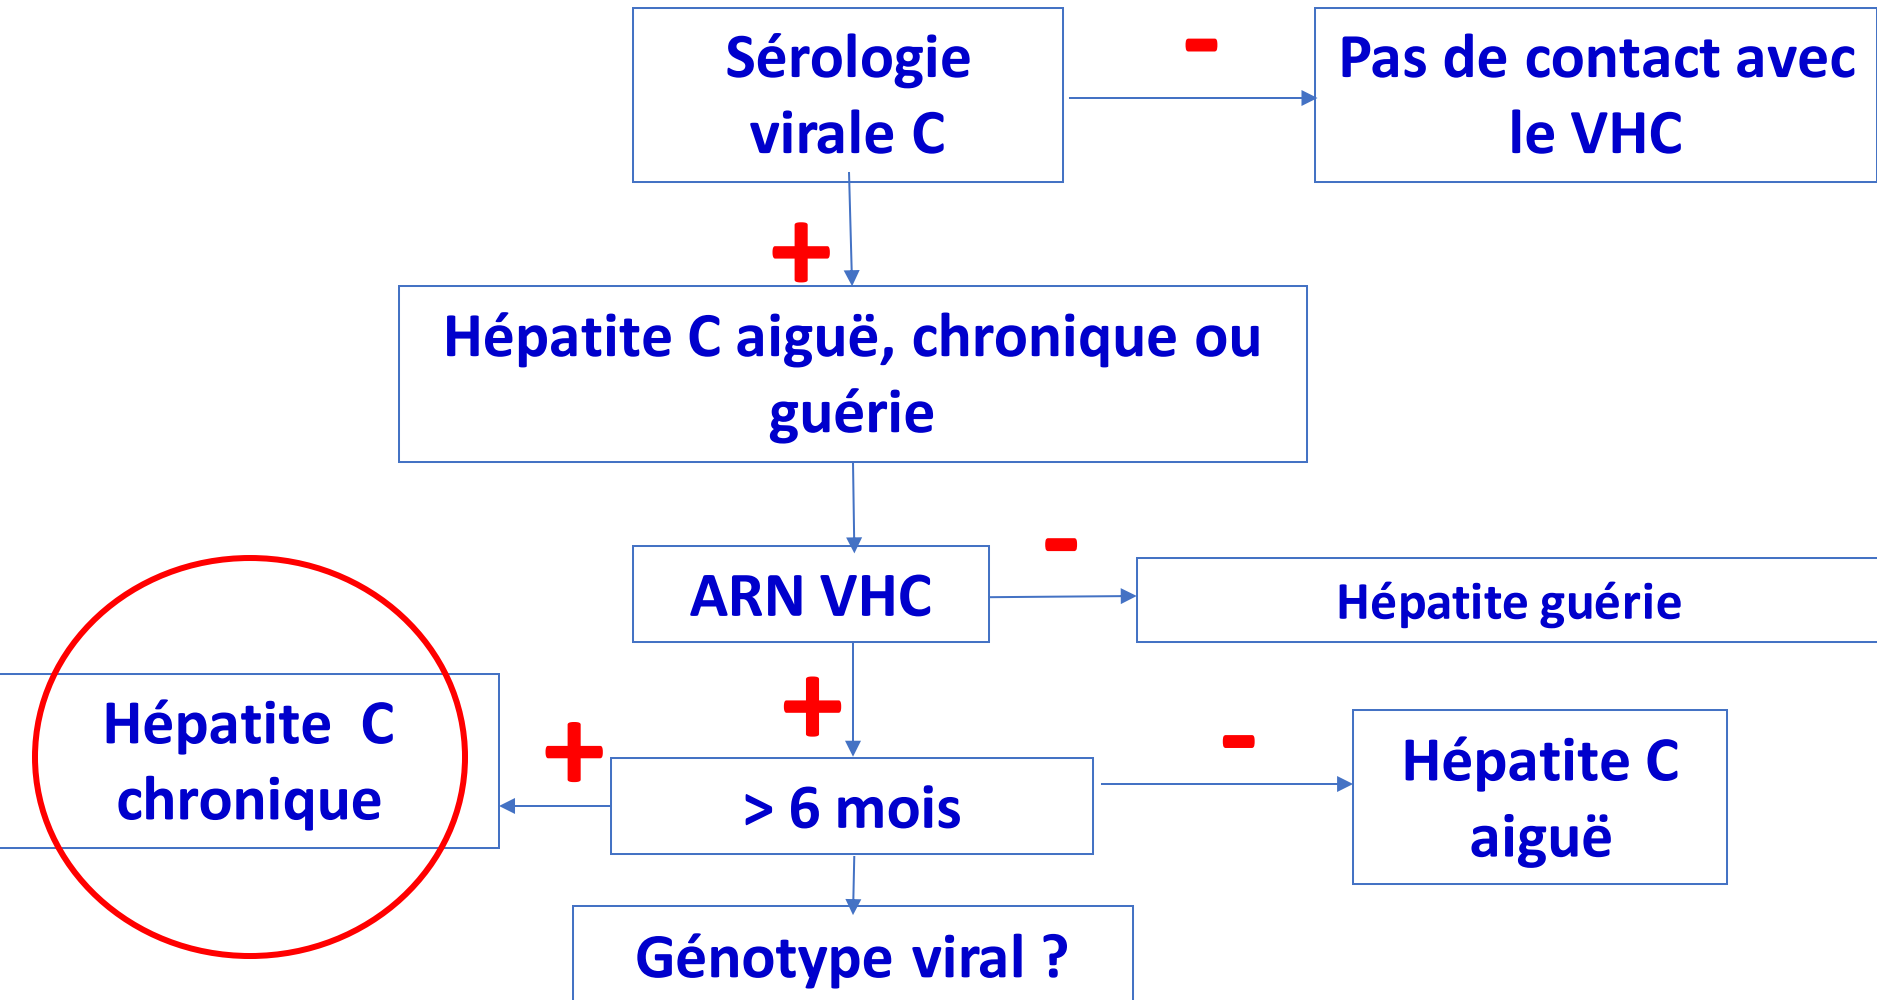 Sérologie
virale C
-
Pas de contact avec
le VHC
+
Hépatite C aiguë, chronique ou
guérie
ARN VHC
-
Hépatite guérie
+
Hépatite C
chronique
+
> 6 mois
-
Hépatite C
aiguë
Génotype viral ?